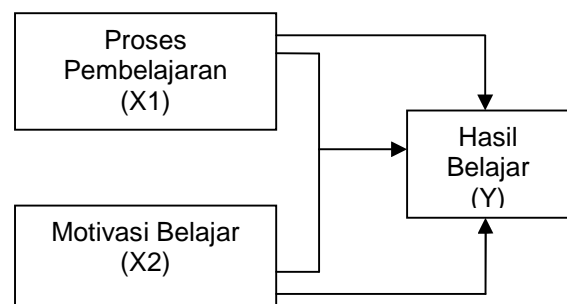 Proses
Pembelajaran
(X1)
Hasil
Belajar
(Y)
Motivasi Belajar
(X2)